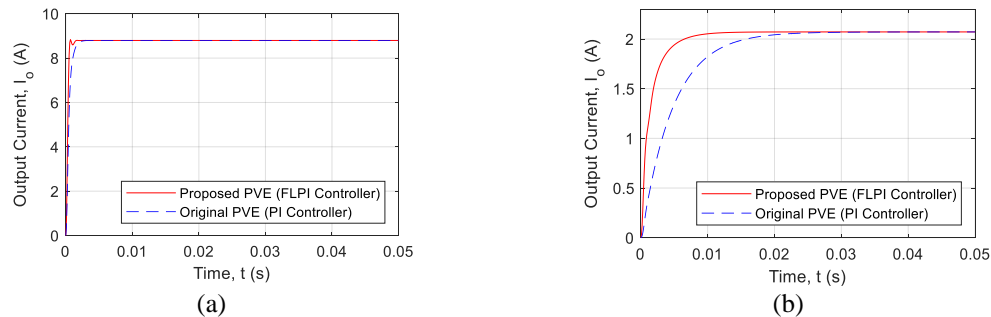 10
8
6
4
2
0
Output Current, I_o (A)
Proposed PVE (FLPI Controller)
Original PVE (PI Controller)
0 0.01 0.02 0.03 0.04 0.05
Time, t (s)
(a)
2
1.5
1
0.5
0
Output Current, I_o (A)
Proposed PVE (FLPI Controller)
Original PVE (PI Controller)
0 0.01 0.02 0.03 0.04 0.05
Time, t (s)
(b)